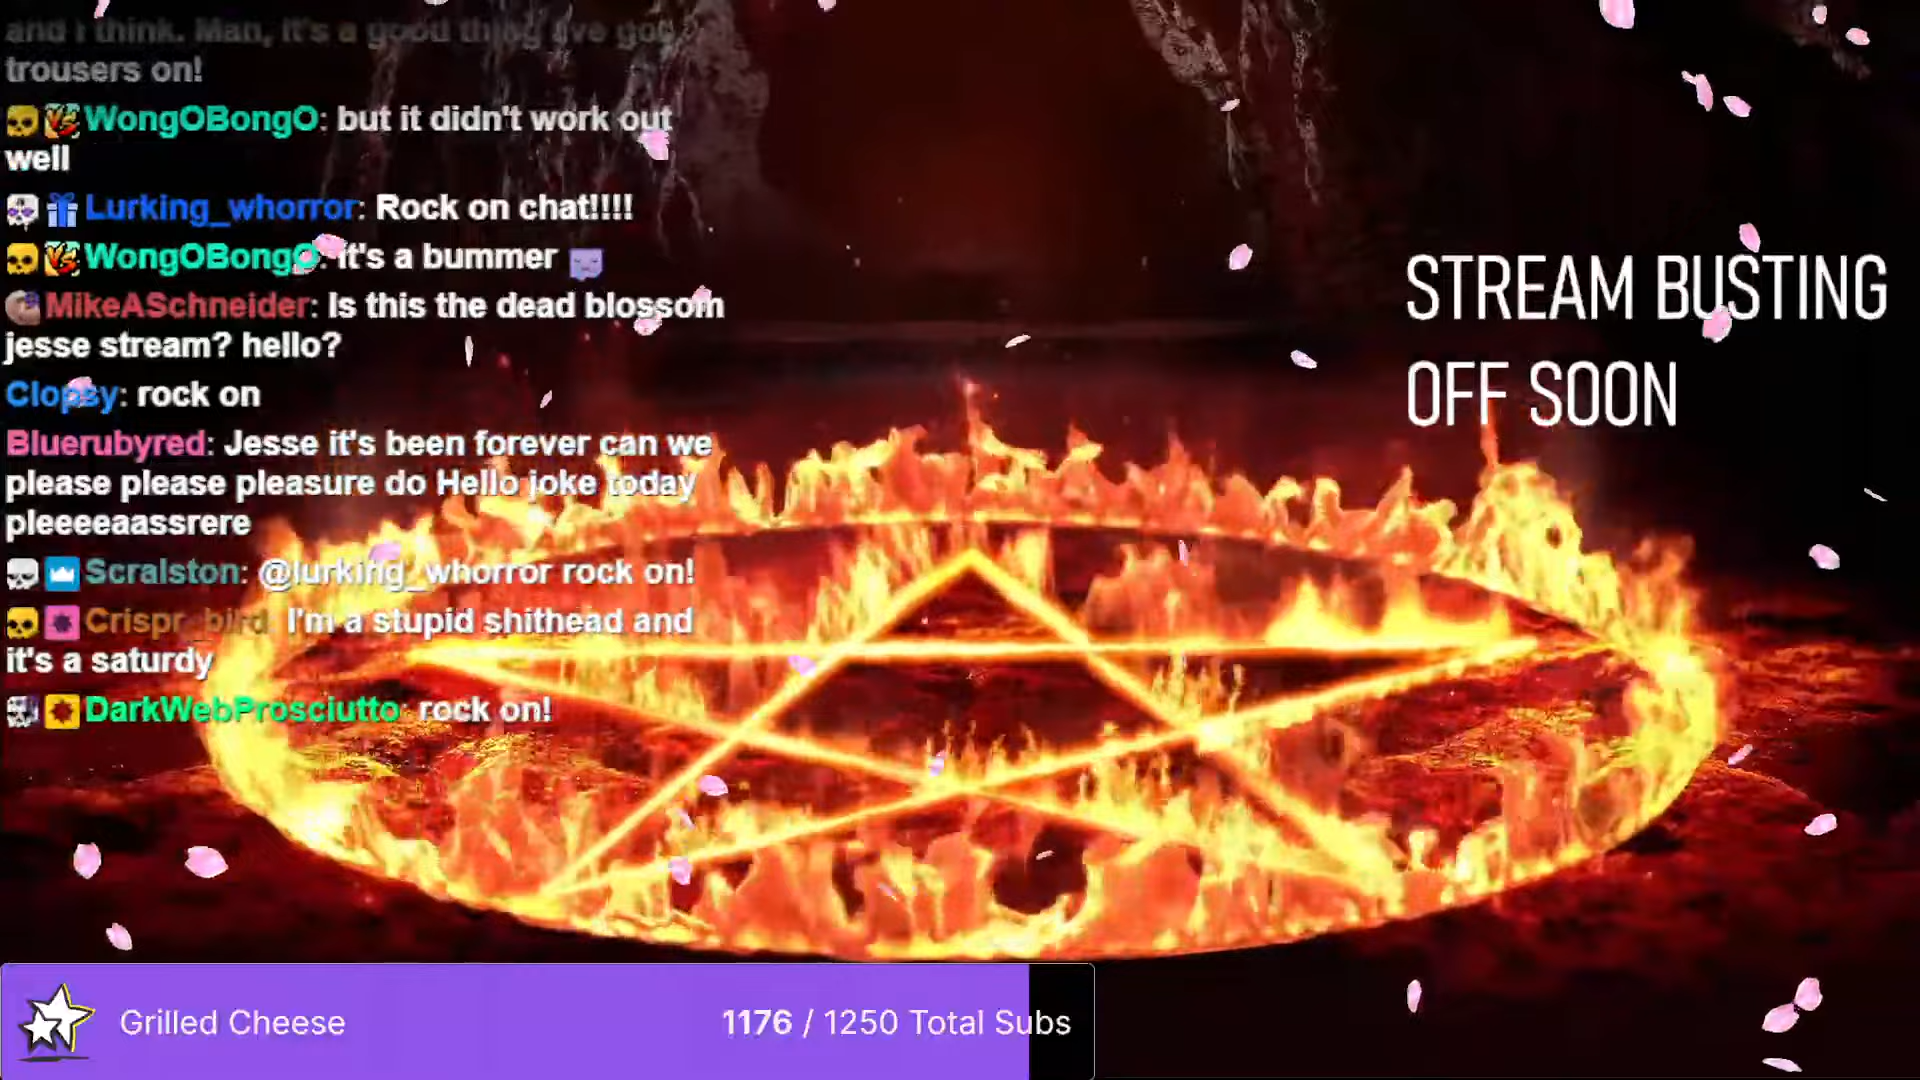 and I think. Man, it's a good thing I've got
trousers on!
WongOBongO: but it didn't work out
well
Lurking_whorror: Rock on chat!!!!
WongOBongO: it's a bummer
MikeASchneider: Is this the dead blossom
jesse stream? hello?
Clopsy: rock on
Bluerubyred: Jesse it's been forever can we
please please pleasure do Hello joke today
pleeeeaassrere
Scralston: @lurking_whorror rock on!
Crispr_bird: I'm a stupid shithead and
it's a saturdy
DarkWebProsciutto: rock on!
STREAM BUSTING
OFF SOON
Grilled Cheese
1176 / 1250 Total Subs